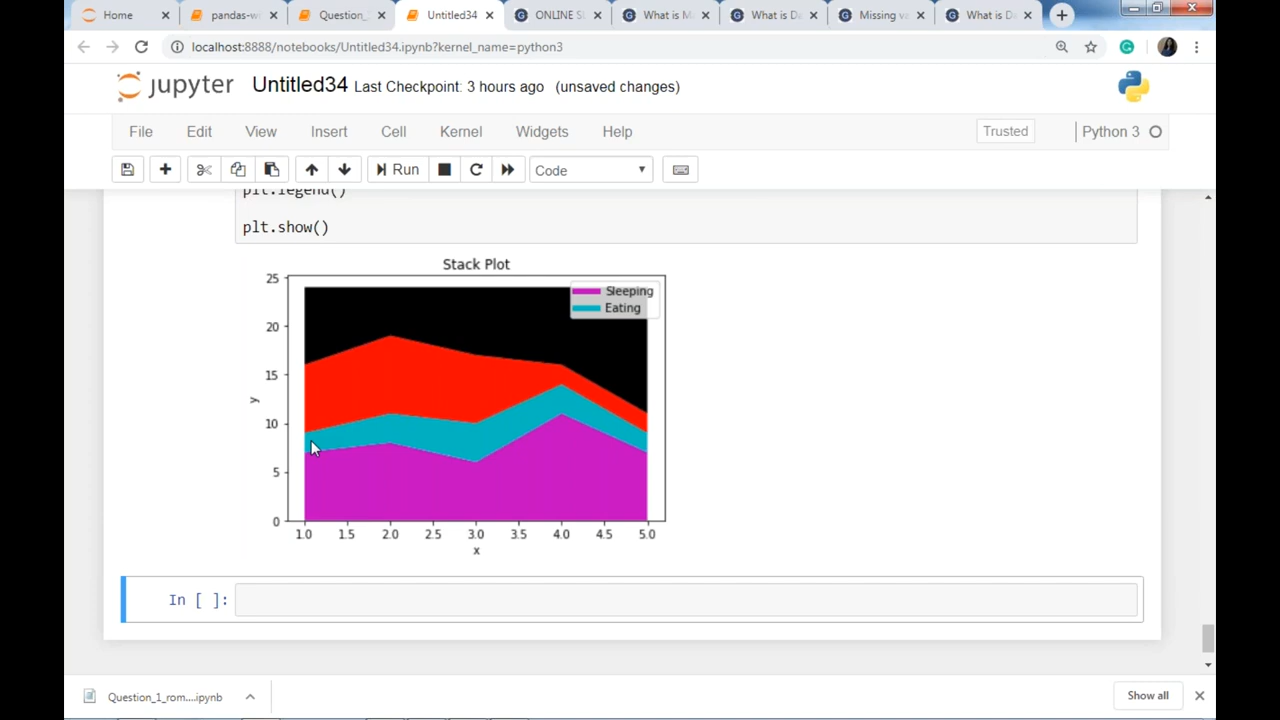 Home
pandas-w
Question_
Untitled34
ONLINE S
What is M
What is D
Missing va
What is D
localhost:8888/notebooks/Untitled34.ipynb?kernel_name=python3
jupyter Untitled34 Last Checkpoint: 3 hours ago (unsaved changes)
File Edit View Insert Cell Kernel Widgets Help Trusted Python 3
Run Code
plt.legend()
plt.show()
Stack Plot
Sleeping
Eating
25
20
15
10
5
0
y
1.0 1.5 2.0 2.5 3.0 3.5 4.0 4.5 5.0
x
In [ ]:
Question_1_rom....ipynb
Show all